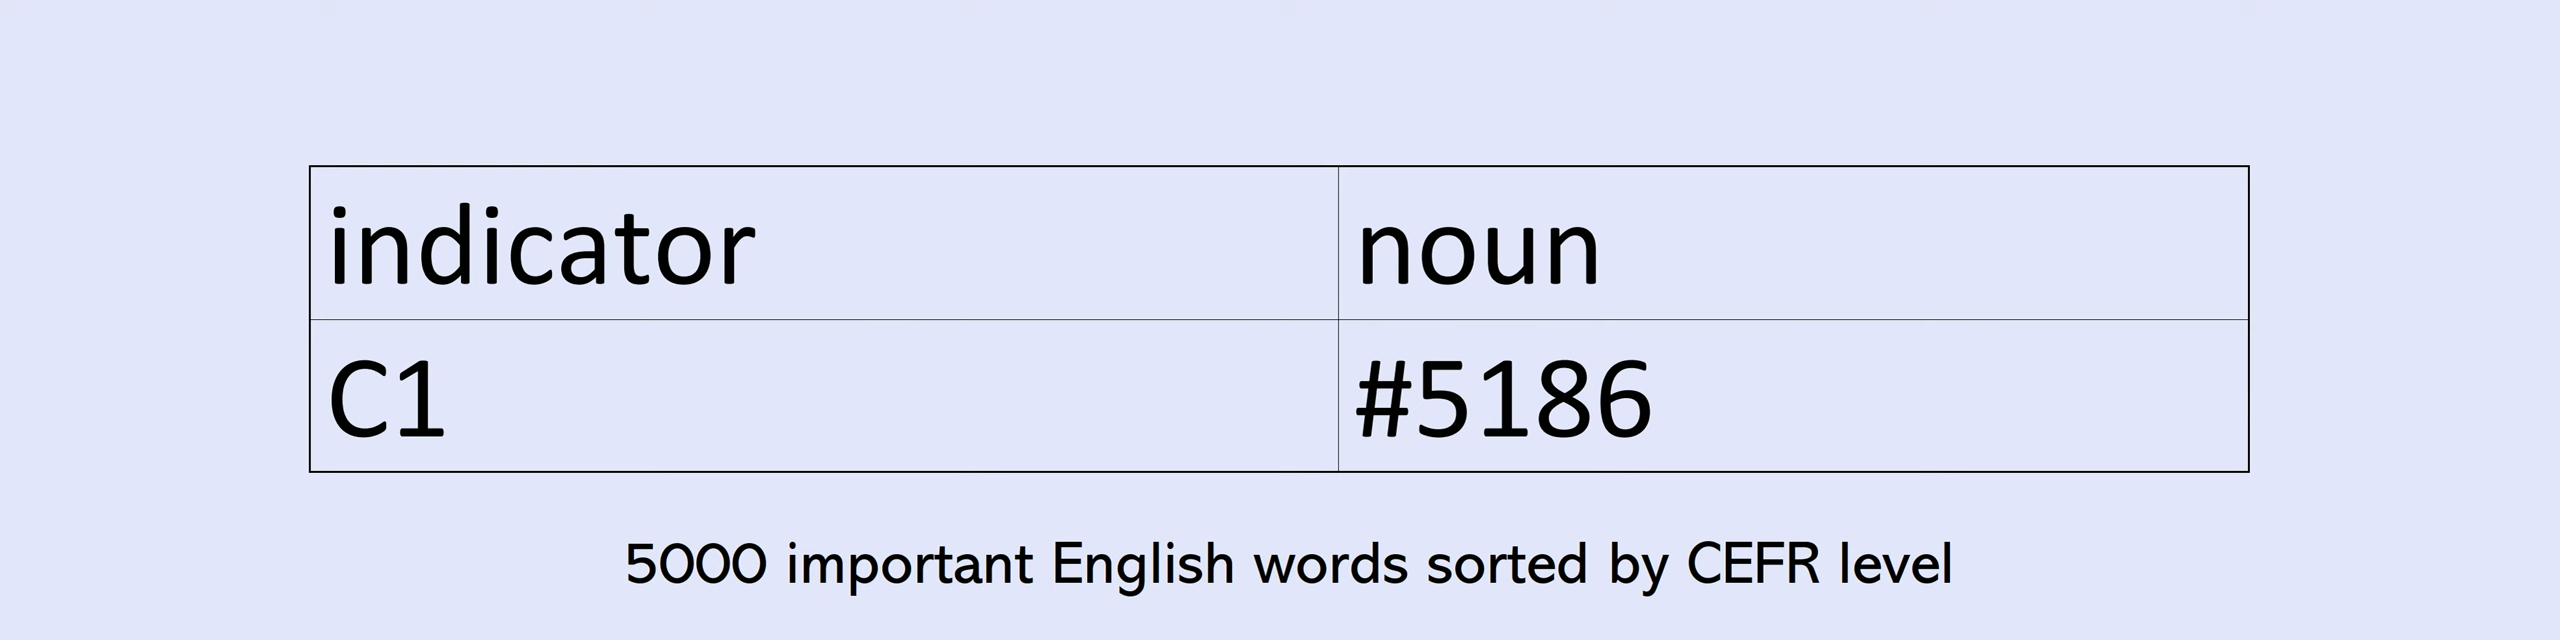 indicator noun
C1 #5186
5000 important English words sorted by CEFR level